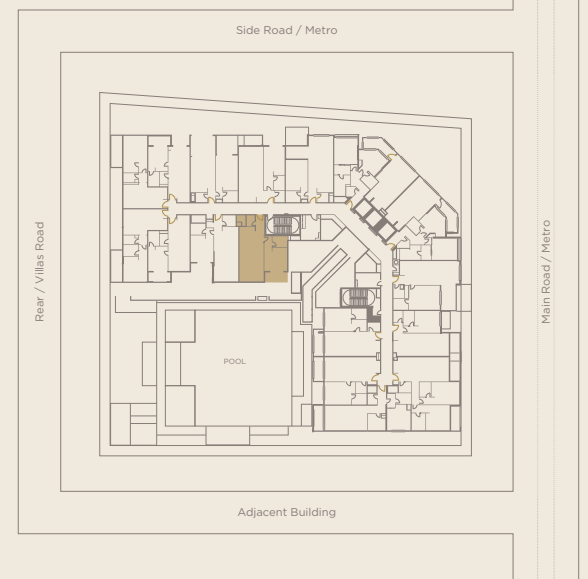 Side Road / Metro
Rear / Villas Road
Main Road / Metro
POOL
Adjacent Building